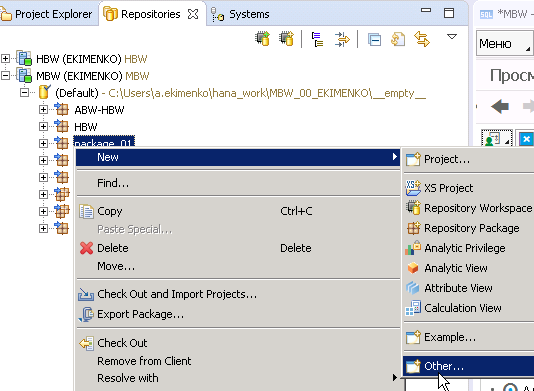 Project Explorer
Repositories
Systems
HBW (EKIMENKO) HBW
MBW (EKIMENKO) MBW
(Default) - C:\Users\a.ekimenko\hana_work\MBW_00_EKIMENKO\__empty__
ABW-HBW
HBW
package_01
New
Find...
Copy Ctrl+C
Paste Special...
Delete Delete
Move...
Check Out and Import Projects...
Export Package...
Check Out
Remove from Client
Resolve with
Project...
XS Project
Repository Workspace
Repository Package
Analytic Privilege
Analytic View
Attribute View
Calculation View
Example...
Other...
SQL *MBW -
Меню
Просм